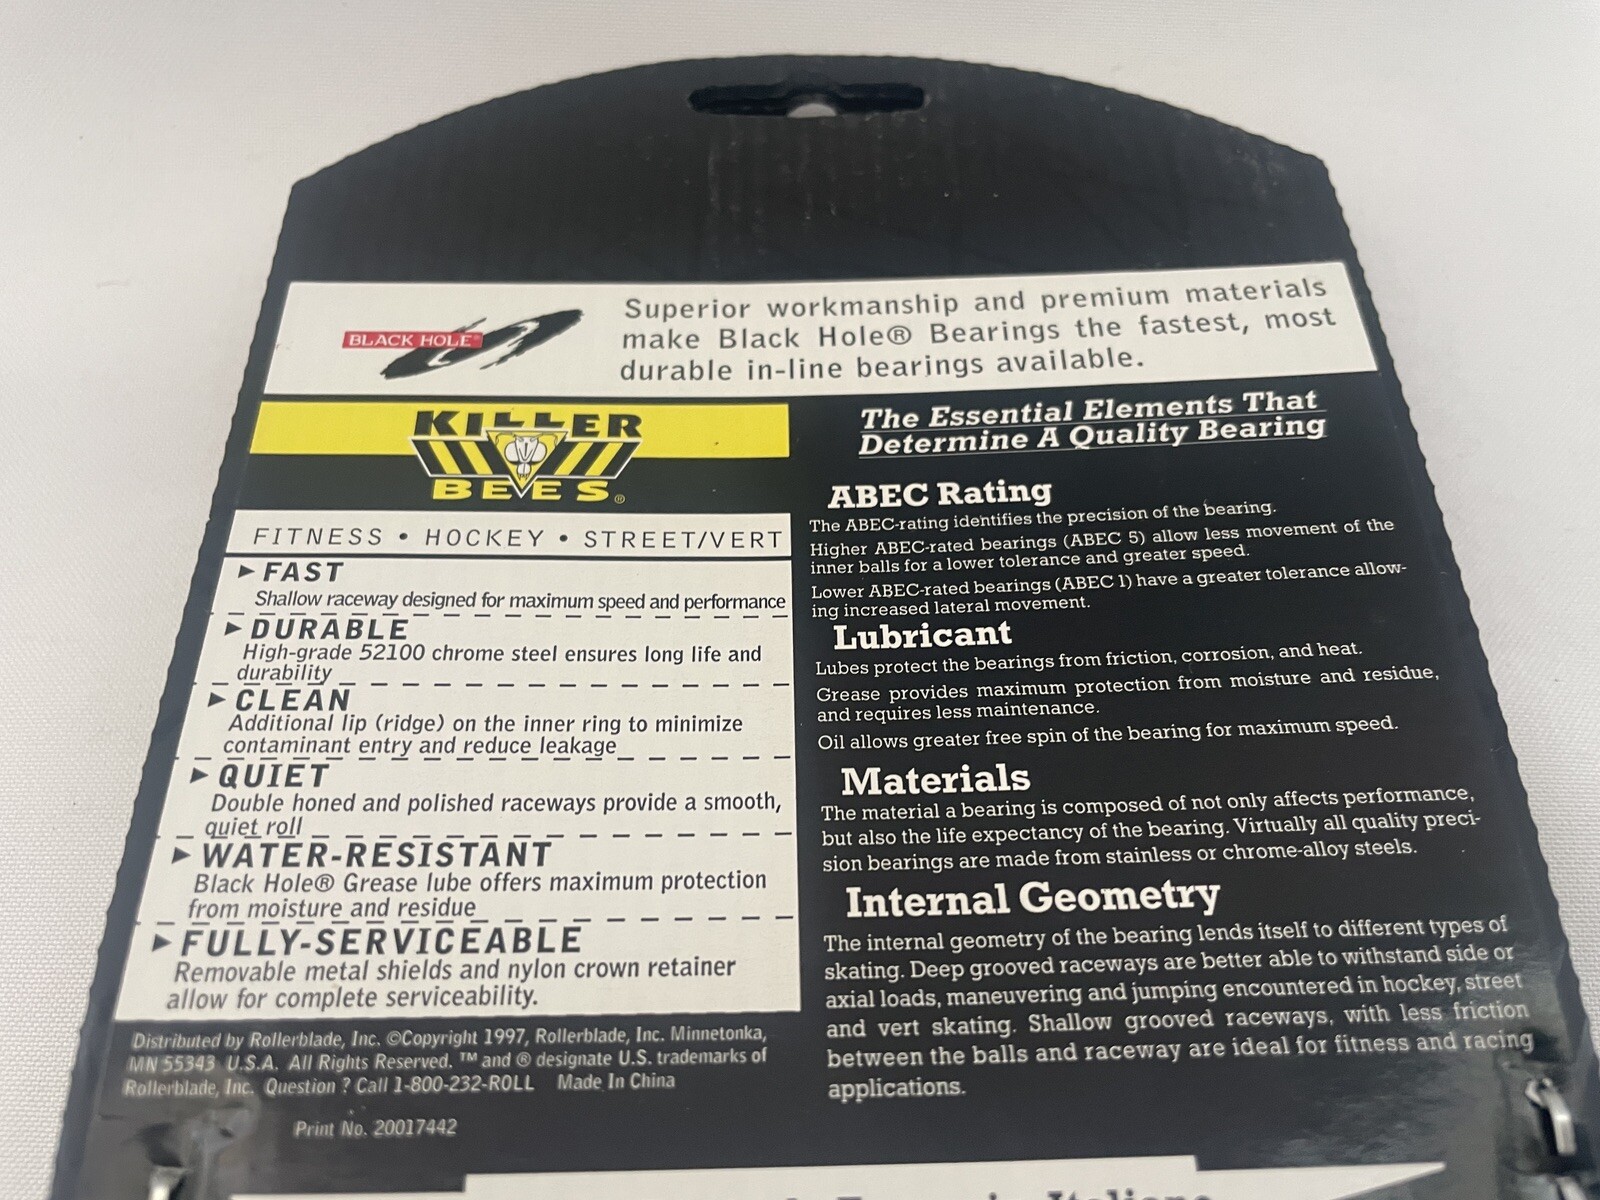 BLACK HOLE®
Superior workmanship and premium materials
make Black Hole® Bearings the fastest, most
durable in-line bearings available.
KILLER
BEES®
FITNESS • HOCKEY • STREET/VERT
► FAST
Shallow raceway designed for maximum speed and performance
► DURABLE
High-grade 52100 chrome steel ensures long life and
durability
► CLEAN
Additional lip (ridge) on the inner ring to minimize
contaminant entry and reduce leakage
► QUIET
Double honed and polished raceways provide a smooth,
quiet roll
► WATER-RESISTANT
Black Hole® Grease lube offers maximum protection
from moisture and residue
► FULLY-SERVICEABLE
Removable metal shields and nylon crown retainer
allow for complete serviceability.
Distributed by Rollerblade, Inc. ©Copyright 1997, Rollerblade, Inc. Minnetonka,
MN 55343 U.S.A. All Rights Reserved. ™ and ® designate U.S. trademarks of
Rollerblade, Inc. Question ? Call 1-800-232-ROLL Made In China
Print No. 20017442
The Essential Elements That
Determine A Quality Bearing
ABEC Rating
The ABEC-rating identifies the precision of the bearing.
Higher ABEC-rated bearings (ABEC 5) allow less movement of the
inner balls for a lower tolerance and greater speed.
Lower ABEC-rated bearings (ABEC 1) have a greater tolerance allow-
ing increased lateral movement.
Lubricant
Lubes protect the bearings from friction, corrosion, and heat.
Grease provides maximum protection from moisture and residue,
and requires less maintenance.
Oil allows greater free spin of the bearing for maximum speed.
Materials
The material a bearing is composed of not only affects performance,
but also the life expectancy of the bearing. Virtually all quality preci-
sion bearings are made from stainless or chrome-alloy steels.
Internal Geometry
The internal geometry of the bearing lends itself to different types of
skating. Deep grooved raceways are better able to withstand side or
axial loads, maneuvering and jumping encountered in hockey, street
and vert skating. Shallow grooved raceways, with less friction
between the balls and raceway are ideal for fitness and racing
applications.